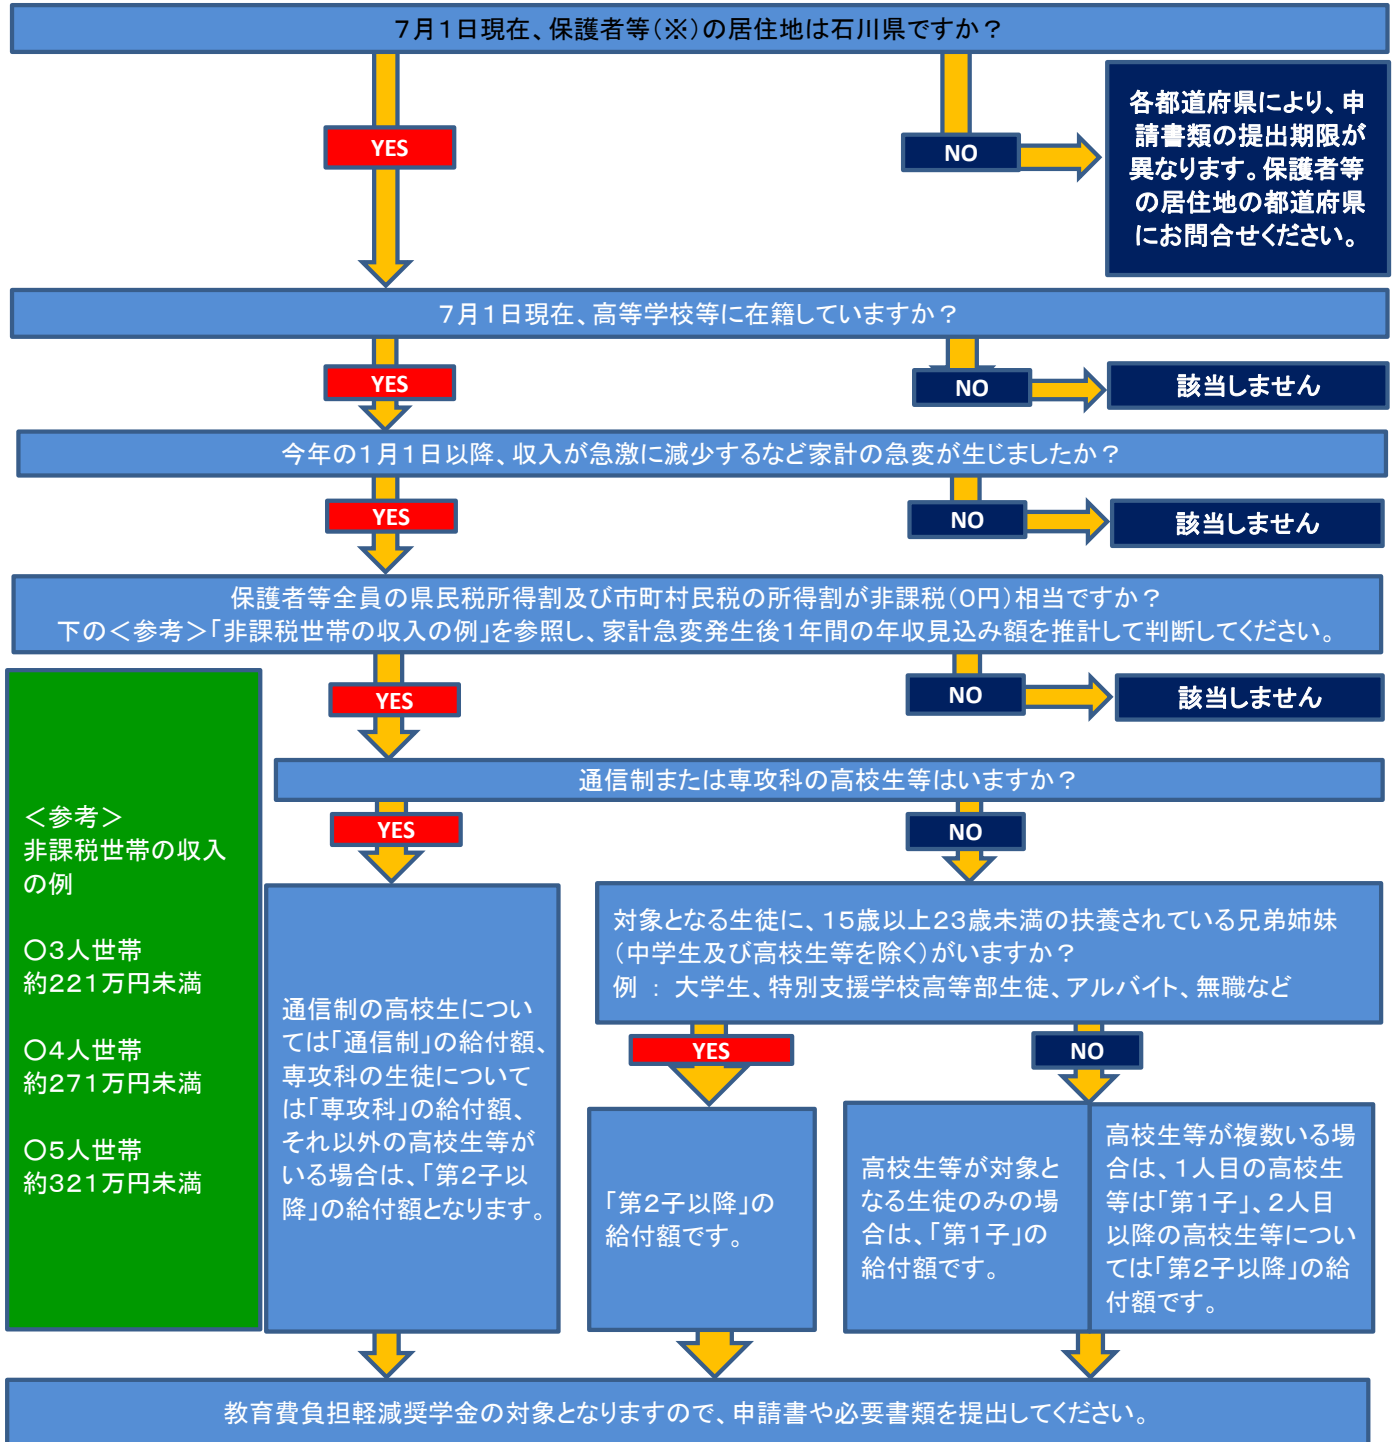 7月1日現在、保護者等(※)の居住地は石川県ですか？
YES
NO
各都道府県により、申
請書類の提出期限が
異なります。保護者等
の居住地の都道府県
にお問合せください。
7月1日現在、高等学校等に在籍していますか？
YES
NO
該当しません
今年の1月1日以降、収入が急激に減少するなど家計の急変が生じましたか？
YES
NO
該当しません
保護者等全員の県民税所得割及び市町村民税の所得割が非課税(0円)相当ですか？
下の＜参考＞「非課税世帯の収入の例」を参照し、家計急変発生後1年間の年収見込み額を推計して判断してください。
YES
NO
該当しません
＜参考＞
非課税世帯の収入
の例
〇3人世帯
約221万円未満
〇4人世帯
約271万円未満
〇5人世帯
約321万円未満
通信制または専攻科の高校生等はいますか？
YES
NO
通信制の高校生につい
ては「通信制」の給付額、
専攻科の生徒について
は「専攻科」の給付額、
それ以外の高校生等が
いる場合は、「第2子以
降」の給付額となります。
対象となる生徒に、15歳以上23歳未満の扶養されている兄弟姉妹
(中学生及び高校生等を除く)がいますか？
例 ： 大学生、特別支援学校高等部生徒、アルバイト、無職など
YES
NO
「第2子以降」の
給付額です。
高校生等が対象と
なる生徒のみの場
合は、「第1子」の
給付額です。
高校生等が複数いる場
合は、1人目の高校生
等は「第1子」、2人目
以降の高校生等につい
ては「第2子以降」の給
付額です。
教育費負担軽減奨学金の対象となりますので、申請書や必要書類を提出してください。